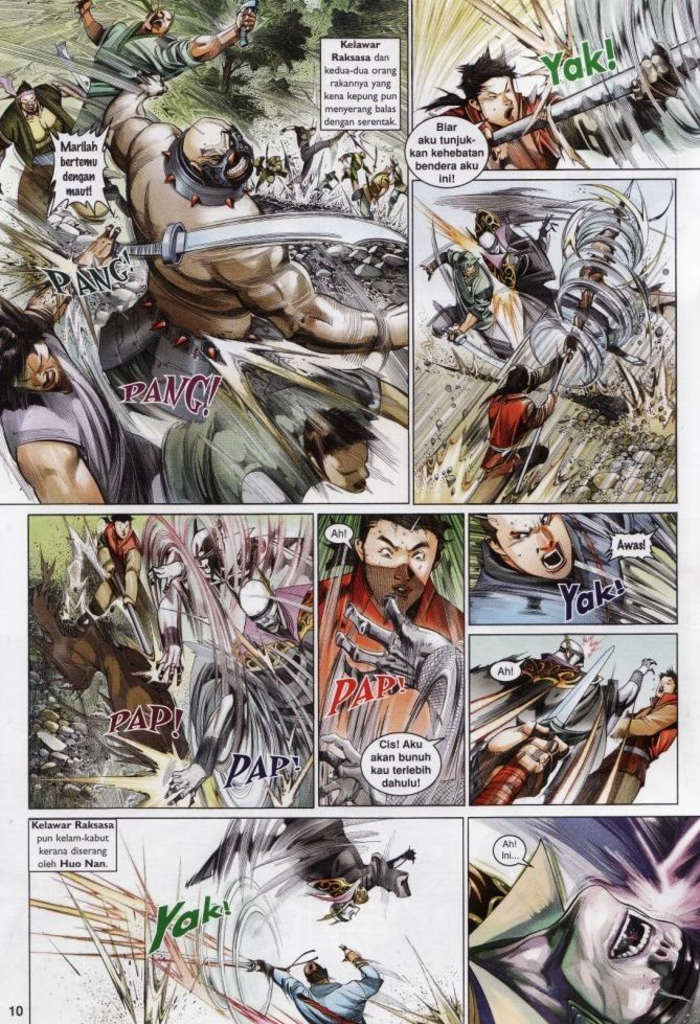 Kelawar
Raksasa dan
kedua-dua orang
rakannya yang
kena kepung pun
menyerang balas
dengan serentak.
Marilah
bertemu
dengan
maut!
PANG!
PANG!
Yak!
Biar
aku tunjuk-
kan kehebatan
bendera aku
ini!
PAP!
PAP!
Ah!
PAP!
Cis! Aku
akan bunuh
kau terlebih
dahulu!
Awas!
Yak!
Ah!
Kelawar Raksasa
pun kelam-kabut
kerana diserang
oleh Huo Nan.
Yak!
Ah!
Ini...
10